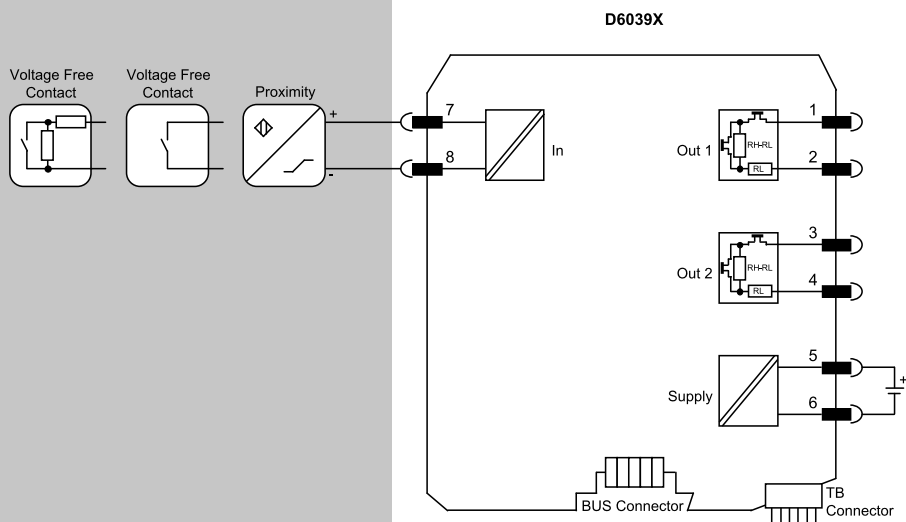 D6039X
Voltage Free
Contact
Voltage Free
Contact
Proximity
+
-
7
8
In
Out 1
RH-RL
RL
1
2
Out 2
RH-RL
RL
3
4
Supply
5
6
+
BUS Connector
TB
Connector